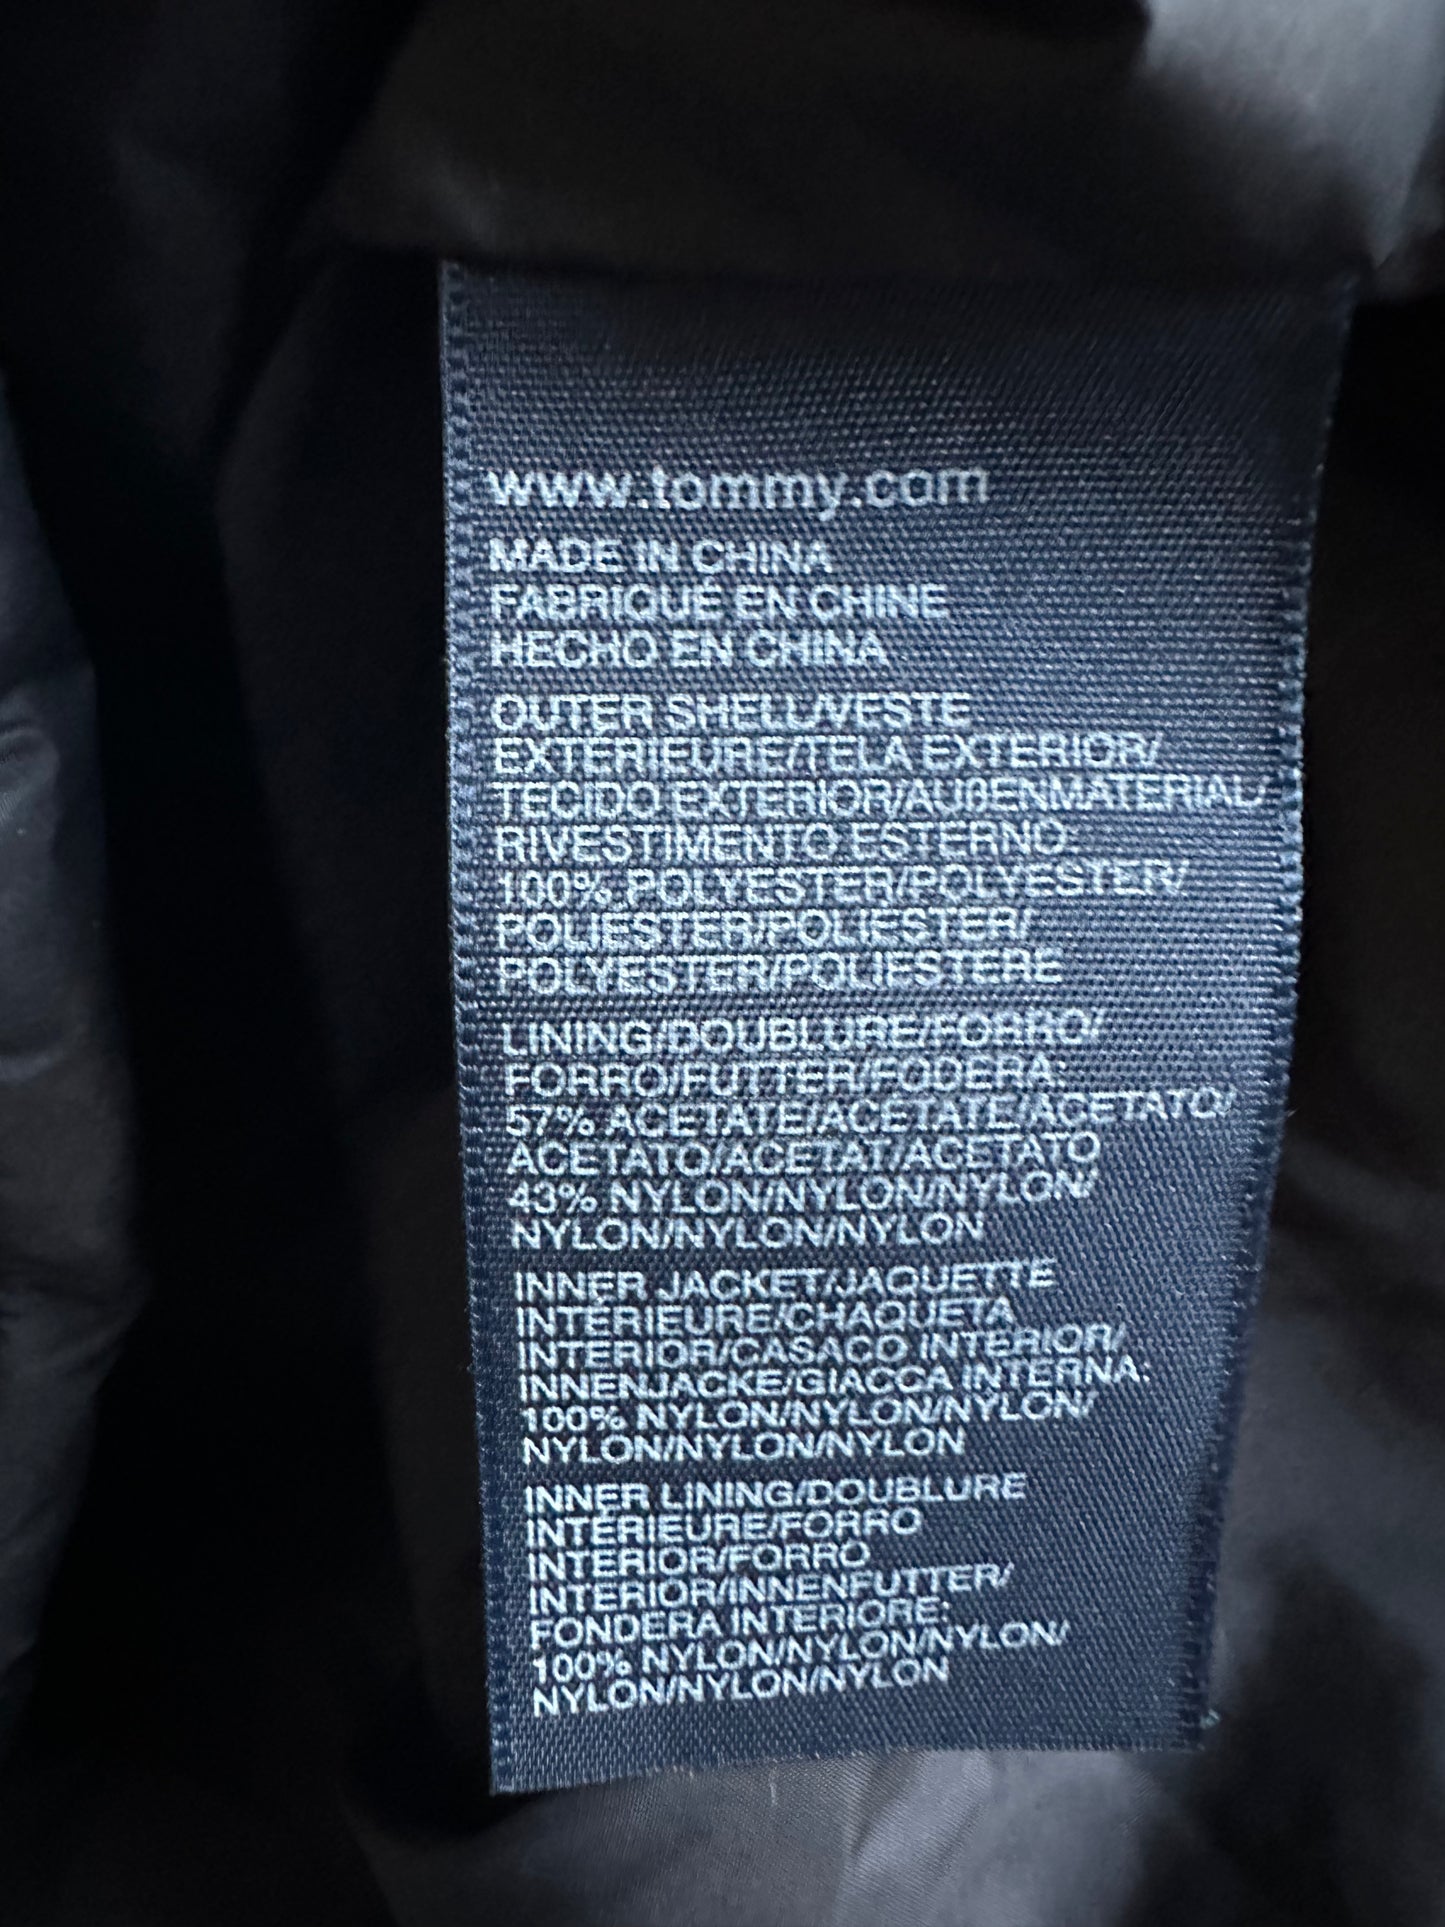 www.tommy.com
MADE IN CHINA
FABRIQUÉ EN CHINE
HECHO EN CHINA
OUTER SHELL/VESTE
EXTÉRIEURE/TELA EXTERIOR/
TECIDO EXTERIOR/AUßENMATERIAL/
RIVESTIMENTO ESTERNO:
100% POLYESTER/POLYESTER/
POLIESTER/POLIESTER/
POLYESTER/POLIESTERE
LINING/DOUBLURE/FORRO/
FORRO/FUTTER/FODERA:
57% ACETATE/ACETATE/ACETATO/
ACETATO/ACETAT/ACETATO
43% NYLON/NYLON/NYLON/
NYLON/NYLON/NYLON
INNER JACKET/JAQUETTE
INTÉRIEURE/CHAQUETA
INTERIOR/CASACO INTERIOR/
INNENJACKE/GIACCA INTERNA:
100% NYLON/NYLON/NYLON/
NYLON/NYLON/NYLON
INNER LINING/DOUBLURE
INTÉRIEURE/FORRO
INTERIOR/FORRO
INTERIOR/INNENFUTTER/
FONDERA INTERIORE:
100% NYLON/NYLON/NYLON/
NYLON/NYLON/NYLON